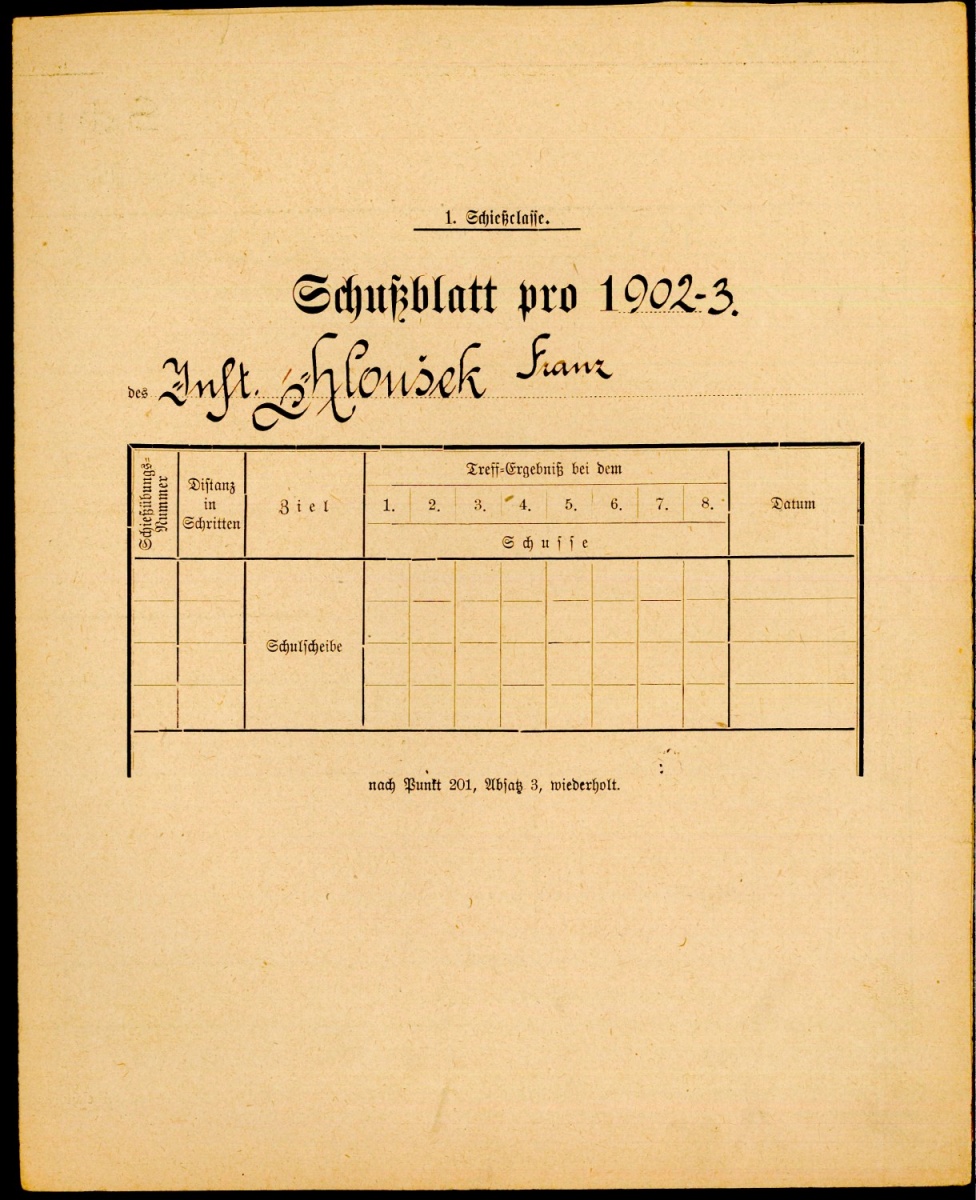 1. Schießclasse.
Schußblatt pro 1902-3.
des Inft. Chloušek Franz
Schießübungs-Nummer
Distanz in Schritten
Ziel
Treff-Ergebniß bei dem
1. 2. 3. 4. 5. 6. 7. 8.
Schusse
Datum
Schulscheibe
nach Punkt 201, Absatz 3, wiederholt.